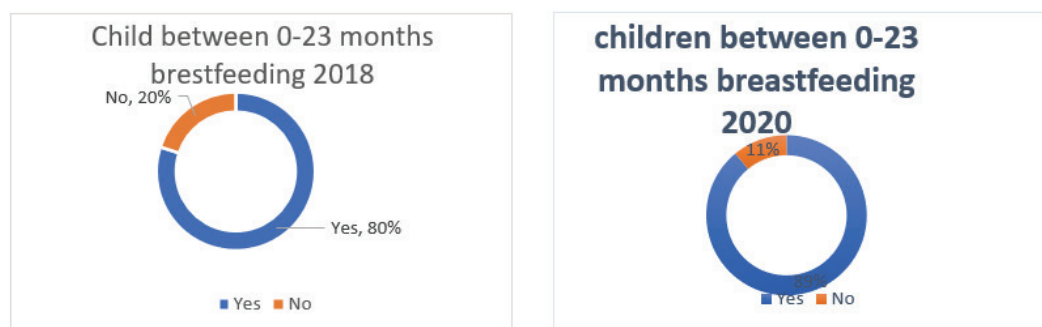 Child between 0-23 months
brestfeeding 2018
No, 20%
Yes, 80%
Yes No
children between 0-23
months breastfeeding
2020
11%
89%
Yes No